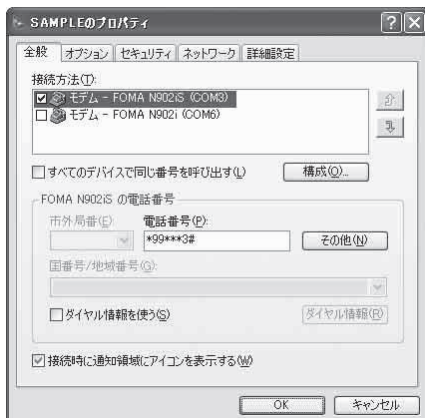 SAMPLEのプロパティ
全般 オプション セキュリティ ネットワーク 詳細設定
接続方法(T):
モデム - FOMA N902iS (COM3)
モデム - FOMA N902i (COM6)
すべてのデバイスで同じ番号を呼び出す(L) 構成(O)...
FOMA N902iS の電話番号
市外局番(E): 電話番号(P):
*99***3# その他(N)
国番号/地域番号(G):
ダイヤル情報を使う(S) ダイヤル情報(R)
接続時に通知領域にアイコンを表示する(W)
OK キャンセル